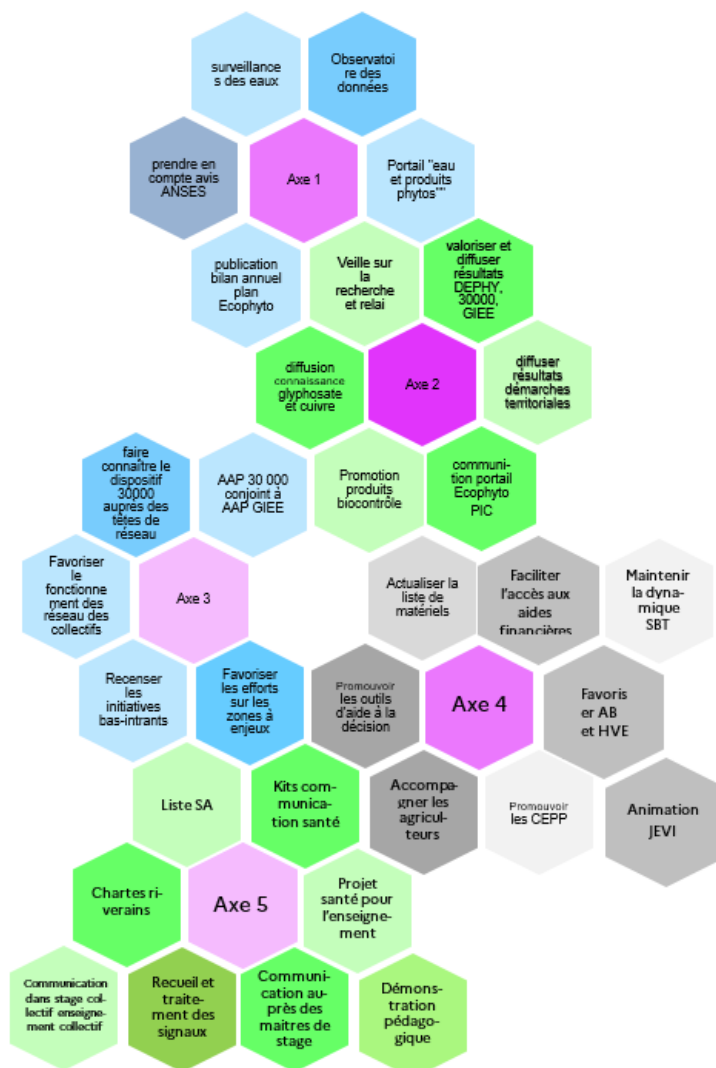 surveillance
s des eaux
Observatoi
re des
données
prendre en
compte avis
ANSES
Axe 1
Portail "eau
et produits
phytos""
publication
bilan annuel
plan
Ecophyto
Veille sur
la
recherche
et relai
valoriser et
diffuser
résultats
DEPHY,
30000,
GIEE
diffusion
connaissance
glyphosate
et cuivre
Axe 2
diffuser
résultats
démarches
territoriales
faire
connaître le
dispositif
30000
auprès des
têtes de
réseau
AAP 30 000
conjoint à
AAP GIEE
Promotion
produits
biocontrôle
communi-
tion portail
Ecophyto
PIC
Favoriser
le
fonctionne
ment des
réseau des
collectifs
Axe 3
Actualiser la
liste de
matériels
Faciliter
l'accès aux
aides
financières
Maintenir
la dyna-
mique
SBT
Recenser
les
initiatives
bas-intrants
Favoriser
les efforts
sur les
zones à
enjeux
Promouvoir
les outils
d'aide à la
décision
Axe 4
Favoris
er AB
et HVE
Liste SA
Kits com-
munica-
tion santé
Accompa-
gner les
agricul-
teurs
Promouvoir
les CEPP
Animation
JEVI
Chartes ri-
verains
Axe 5
Projet
santé pour
l'enseigne-
ment
Communication
dans stage col-
lectif enseigne-
ment collectif
Recueil et
traite-
ment des
signaux
Communi-
cation au-
près des
maitres de
stage
Démons-
tration
pédago-
gique